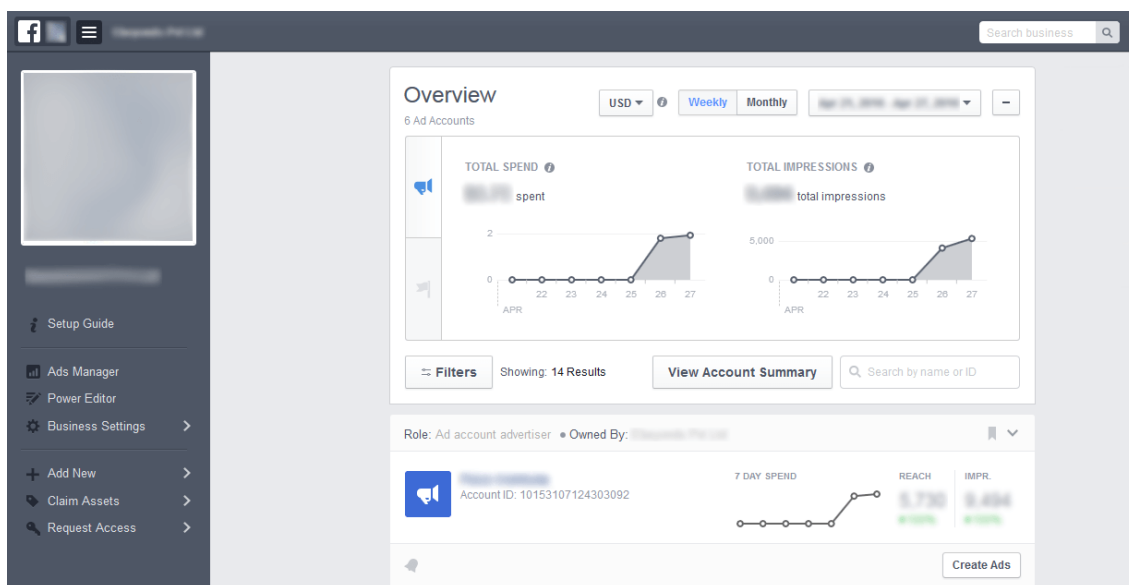 Search business
Overview
6 Ad Accounts
USD
Weekly
Monthly
TOTAL SPEND
spent
2
0
22 23 24 25 26 27
APR
TOTAL IMPRESSIONS
total impressions
5,000
0
22 23 24 25 26 27
APR
Filters
Showing: 14 Results
View Account Summary
Search by name or ID
Role: Ad account advertiser • Owned By:
Account ID: 10153107124303092
7 DAY SPEND
REACH
IMPR.
Create Ads
Setup Guide
Ads Manager
Power Editor
Business Settings
Add New
Claim Assets
Request Access